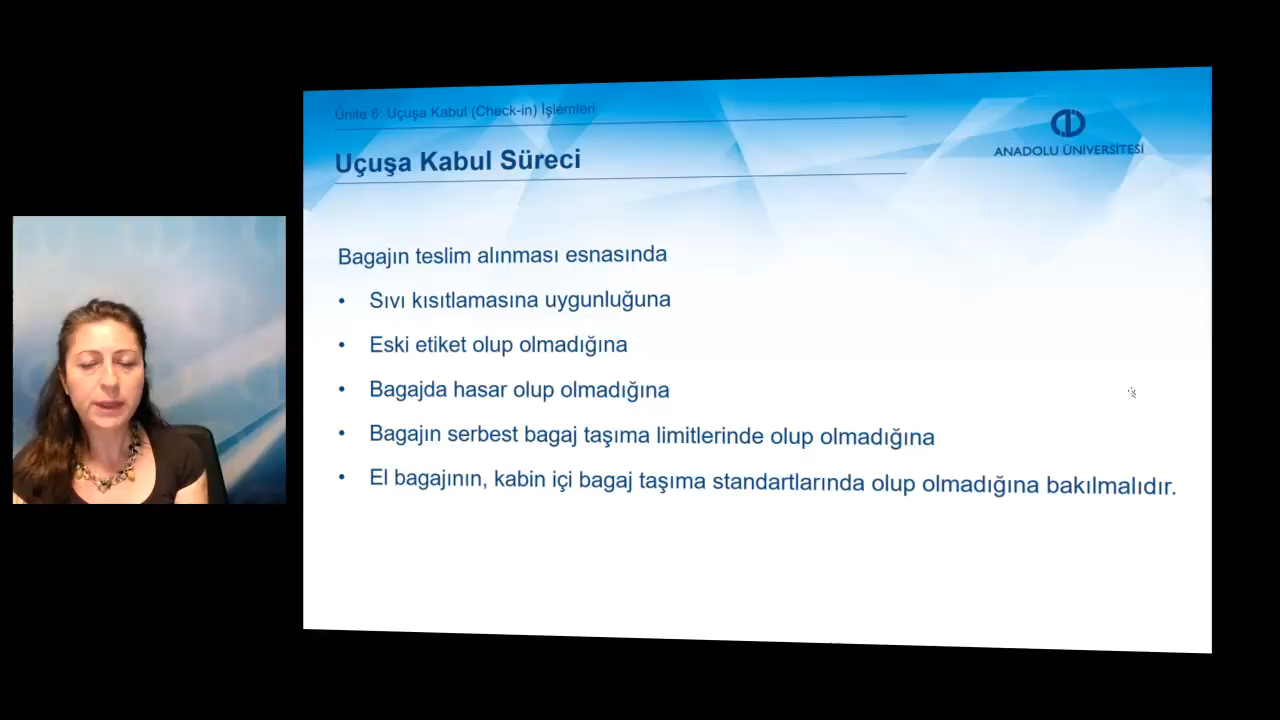 Ünite 6: Uçuşa Kabul (Check-in) İşlemleri
Uçuşa Kabul Süreci
ANADOLU ÜNİVERSİTESİ
Bagajın teslim alınması esnasında
• Sıvı kısıtlamasına uygunluğuna
• Eski etiket olup olmadığına
• Bagajda hasar olup olmadığına
• Bagajın serbest bagaj taşıma limitlerinde olup olmadığına
• El bagajının, kabin içi bagaj taşıma standartlarında olup olmadığına bakılmalıdır.